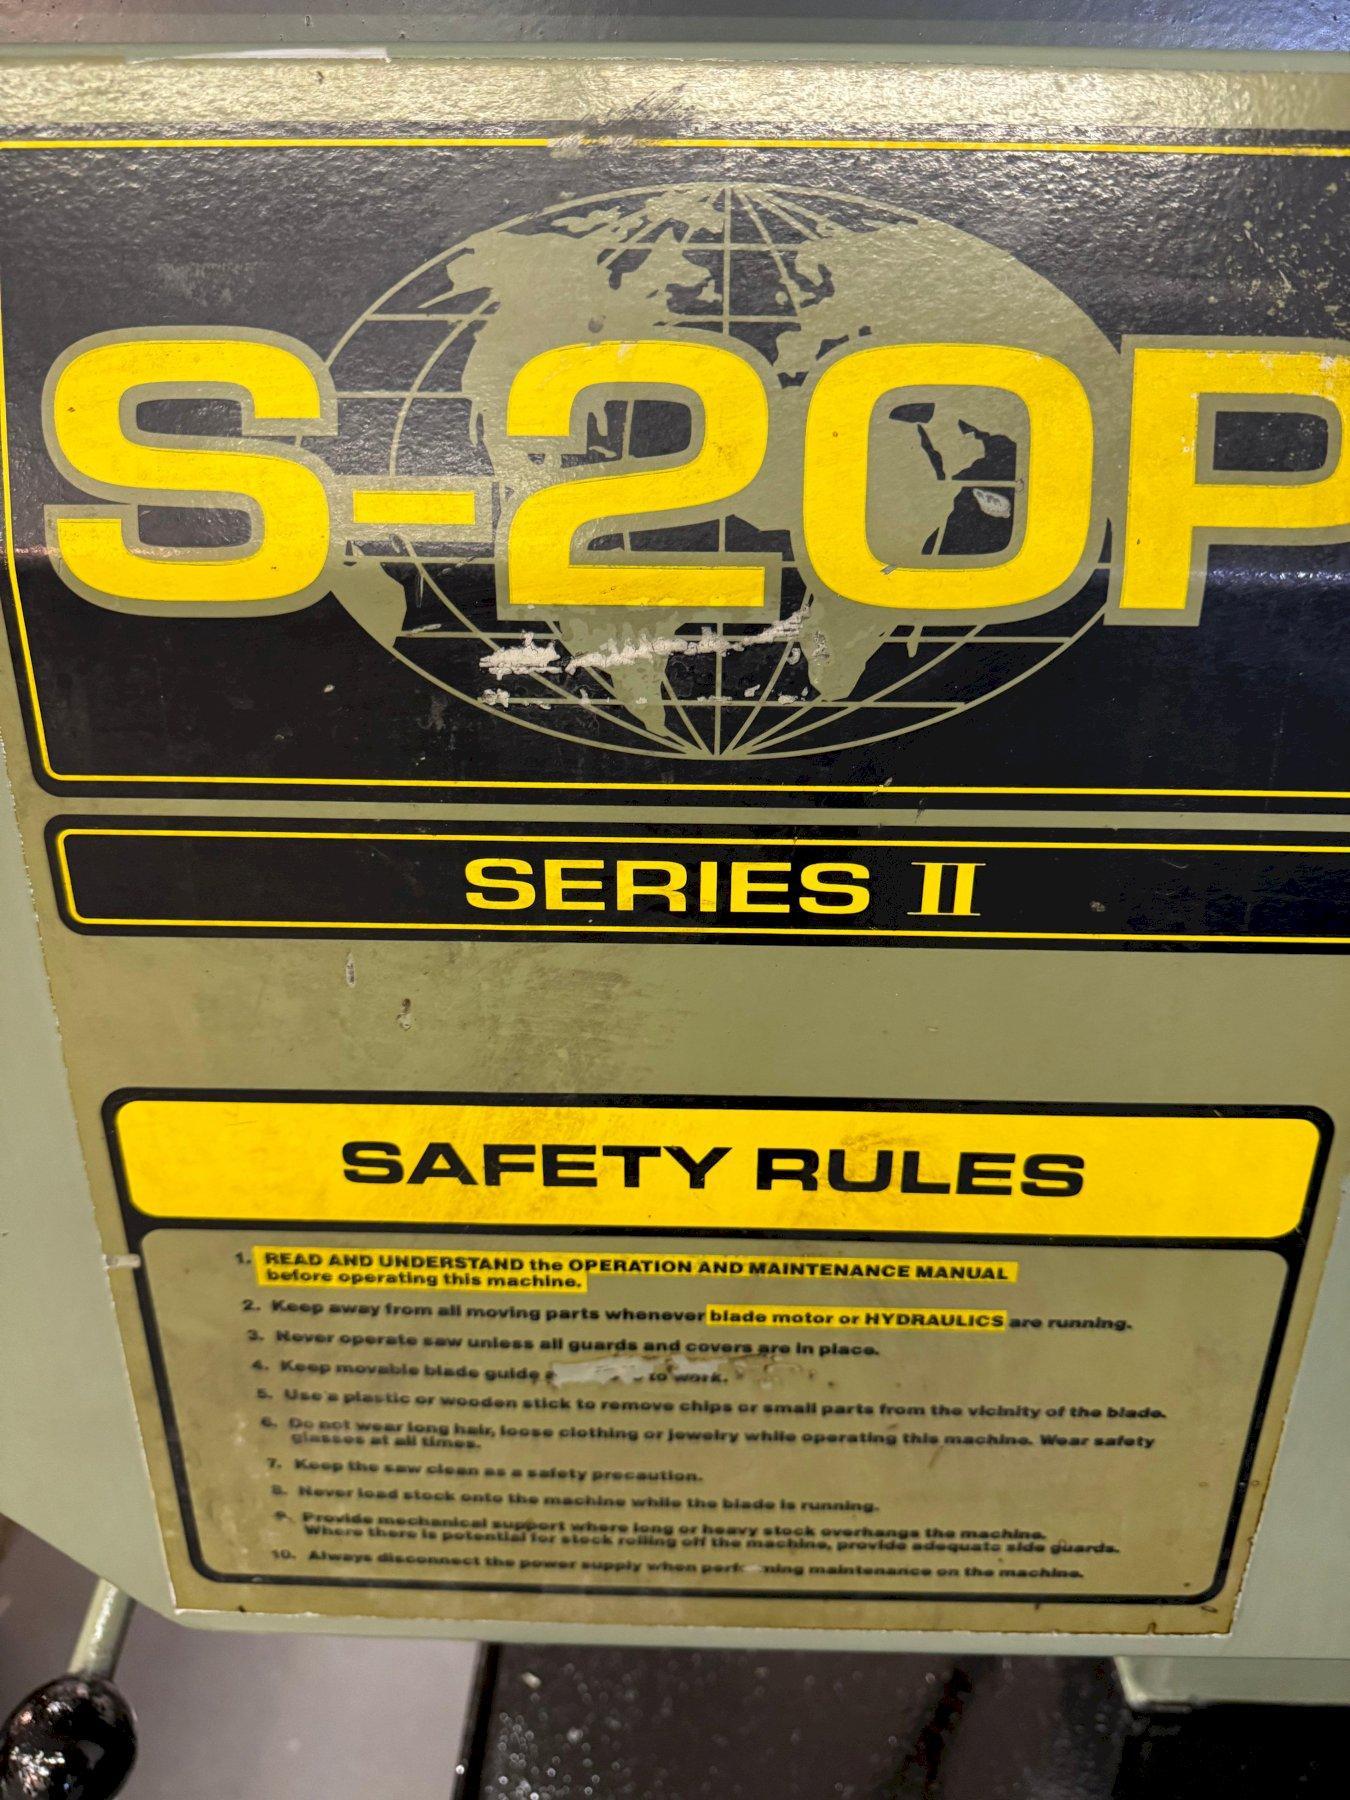 S-20P
SERIES II
SAFETY RULES
1. READ AND UNDERSTAND the OPERATION AND MAINTENANCE MANUAL
before operating this machine.
2. Keep away from all moving parts whenever blade motor or HYDRAULICS are running.
3. Never operate saw unless all guards and covers are in place.
4. Keep movable blade guide to work.
5. Use a plastic or wooden stick to remove chips or small parts from the vicinity of the blade.
6. Do not wear long hair, loose clothing or jewelry while operating this machine. Wear safety
glasses at all times.
7. Keep the saw clean as a safety precaution.
8. Never load stock onto the machine while the blade is running.
9. Provide mechanical support where long or heavy stock overhangs the machine.
Where there is potential for stock rolling off the machine, provide adequate side guards.
10. Always disconnect the power supply when performing maintenance on the machine.